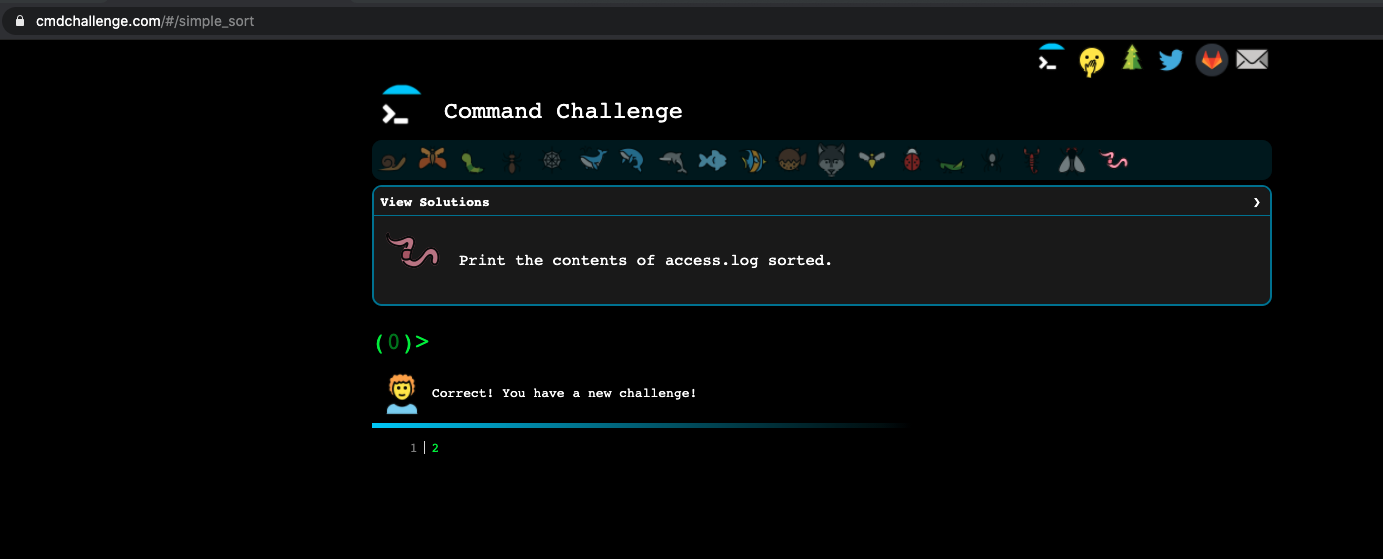 cmdchallenge.com/#/simple_sort
Command Challenge
View Solutions ❯
Print the contents of access.log sorted.
(0)>
Correct! You have a new challenge!
1 | 2